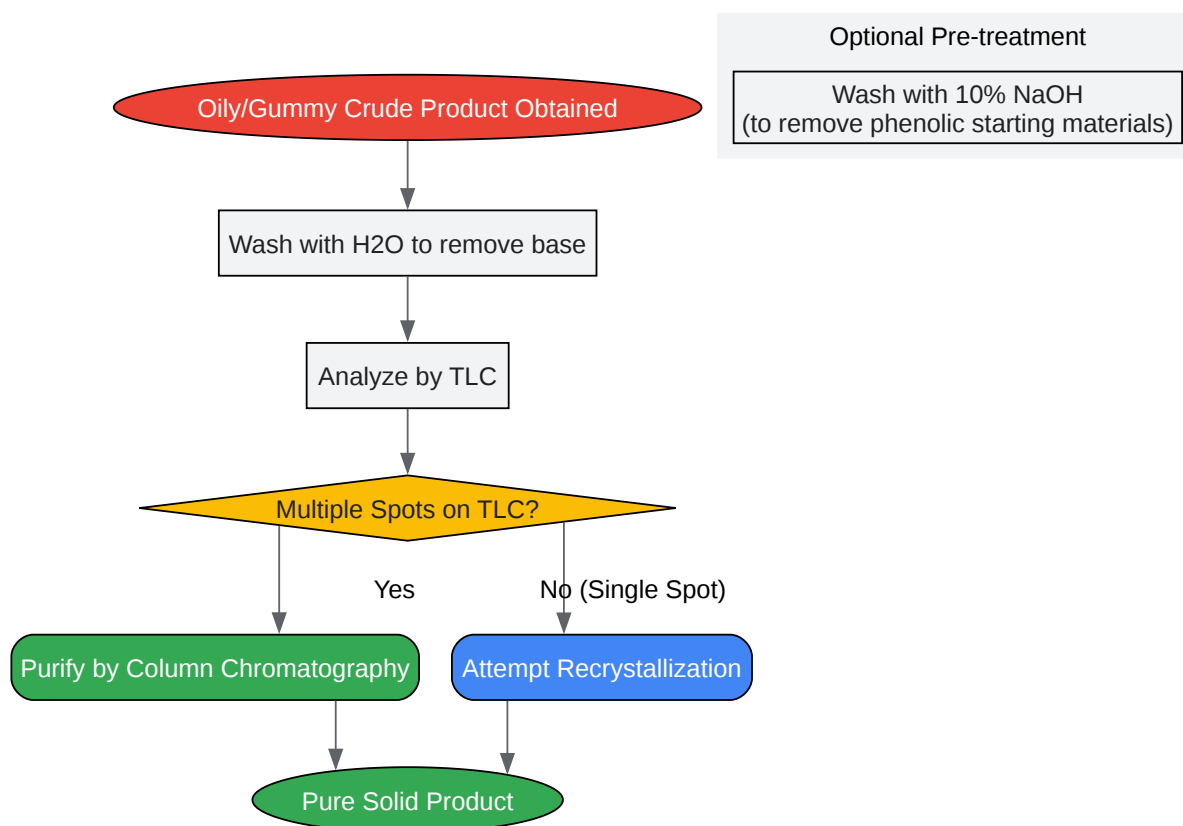 Optional Pre-treatment
Wash with 10% NaOH
(to remove phenolic starting materials)
Oily/Gummy Crude Product Obtained
Wash with H2O to remove base
Analyze by TLC
Multiple Spots on TLC?
Yes
No (Single Spot)
Purify by Column Chromatography
Attempt Recrystallization
Pure Solid Product